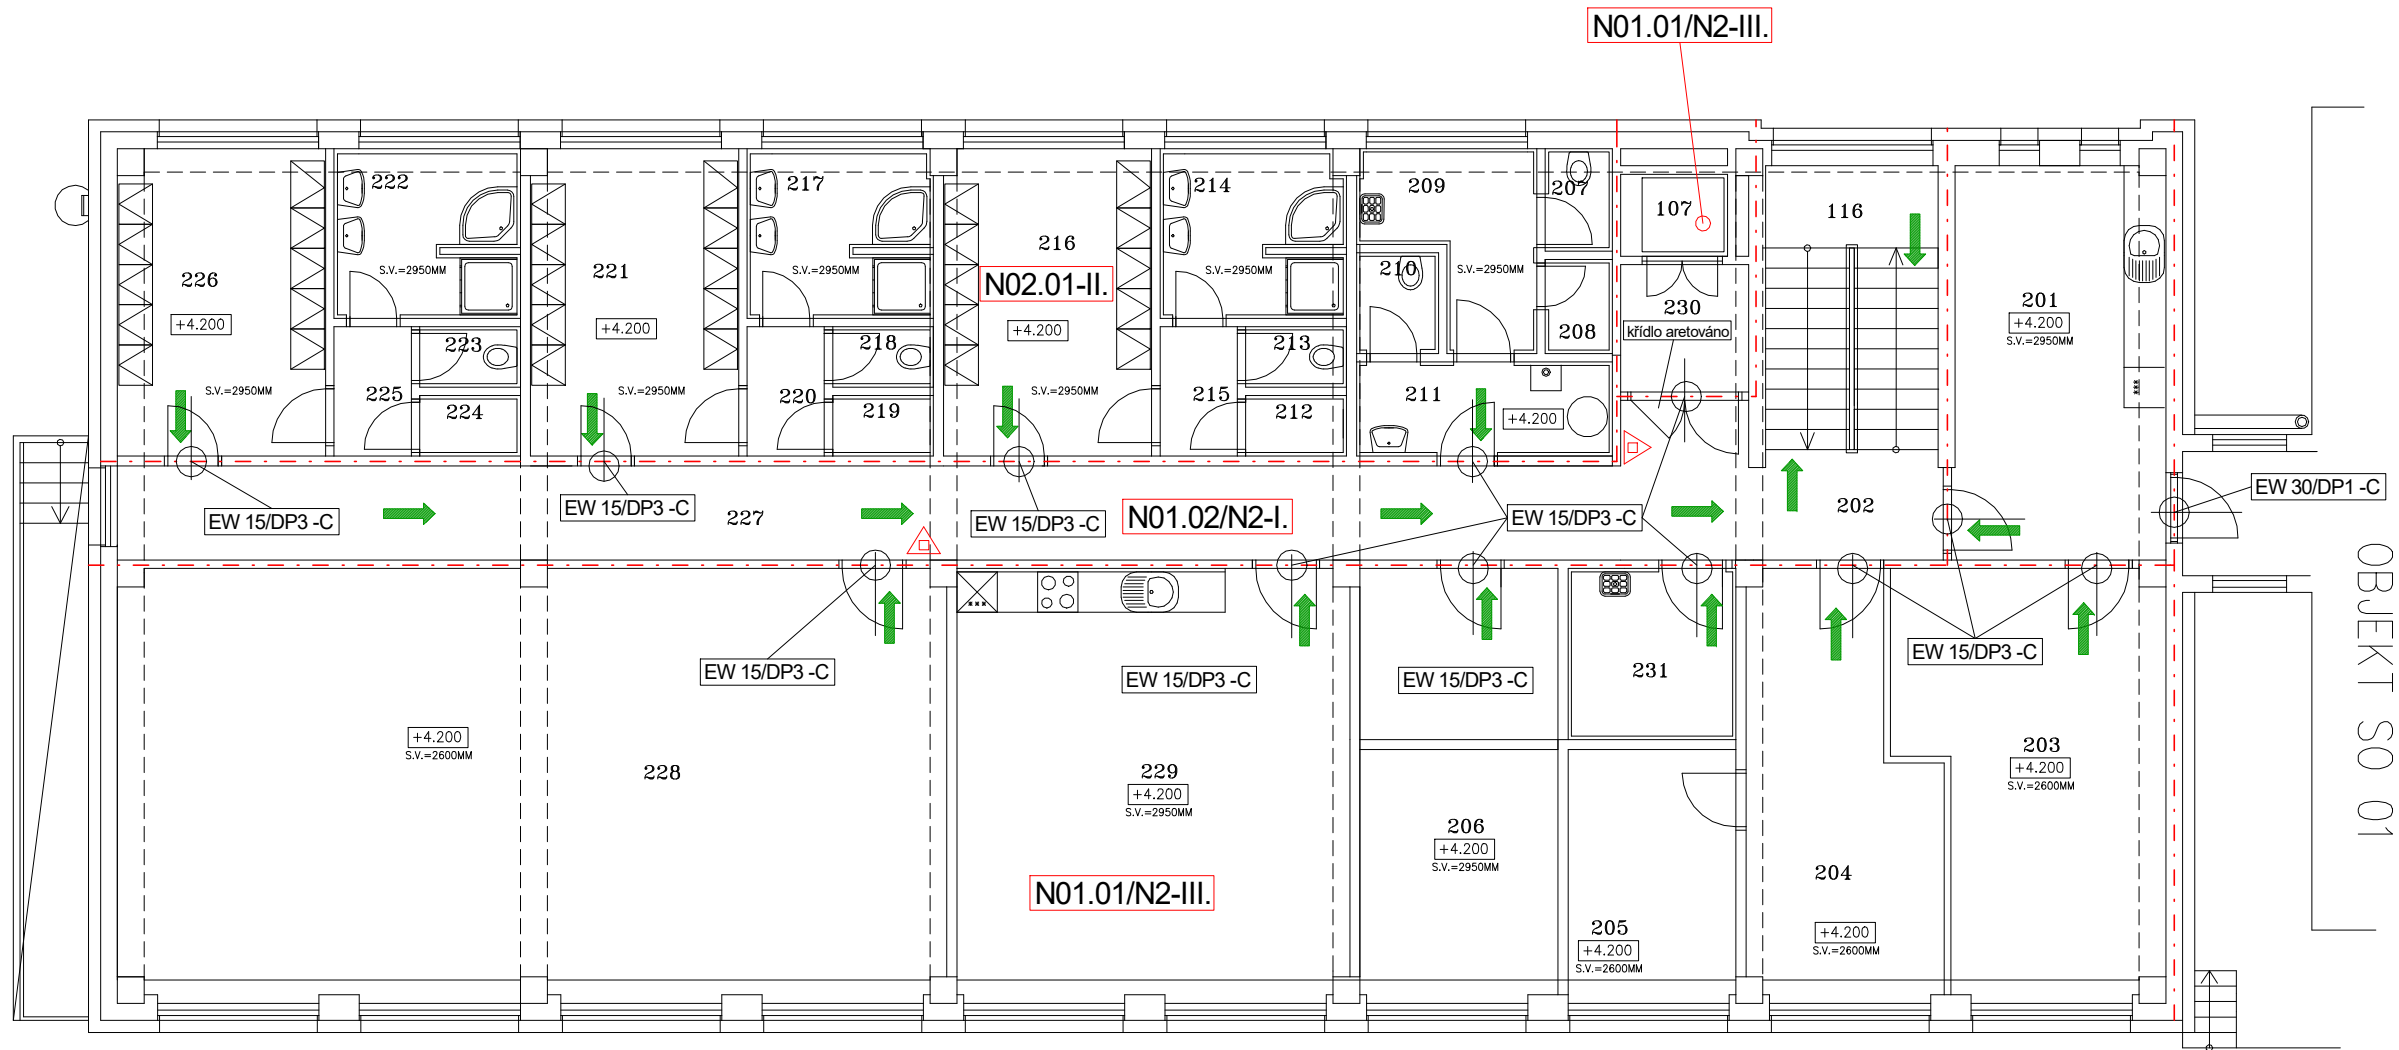 N01.01/N2-III.
222
217
214
209
207
107
116
226
+4.200
S.V.=2950MM
S.V.=2950MM
221
+4.200
S.V.=2950MM
S.V.=2950MM
216
N02.01-II.
+4.200
S.V.=2950MM
S.V.=2950MM
210
S.V.=2950MM
208
230
křídlo aretováno
201
+4.200
S.V.=2950MM
223
225
224
218
220
219
213
215
212
211
+4.200
***
EW 15/DP3 -C
EW 15/DP3 -C
227
EW 15/DP3 -C
N01.02/N2-I.
EW 15/DP3 -C
202
EW 30/DP1 -C
***
EW 15/DP3 -C
EW 15/DP3 -C
EW 15/DP3 -C
231
EW 15/DP3 -C
OBJEKT SO 01
+4.200
S.V.=2600MM
228
229
+4.200
S.V.=2950MM
203
+4.200
S.V.=2600MM
206
+4.200
S.V.=2950MM
204
+4.200
S.V.=2600MM
N01.01/N2-III.
205
+4.200
S.V.=2600MM